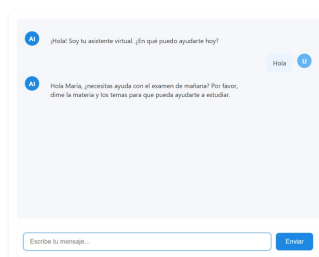 AI
¡Hola! Soy tu asistente virtual. ¿En qué puedo ayudarte hoy?
Hola
U
AI
Hola María, ¿necesitas ayuda con el examen de mañana? Por favor,
dime la materia y los temas para que pueda ayudarte a estudiar.
Escribe tu mensaje...
Enviar